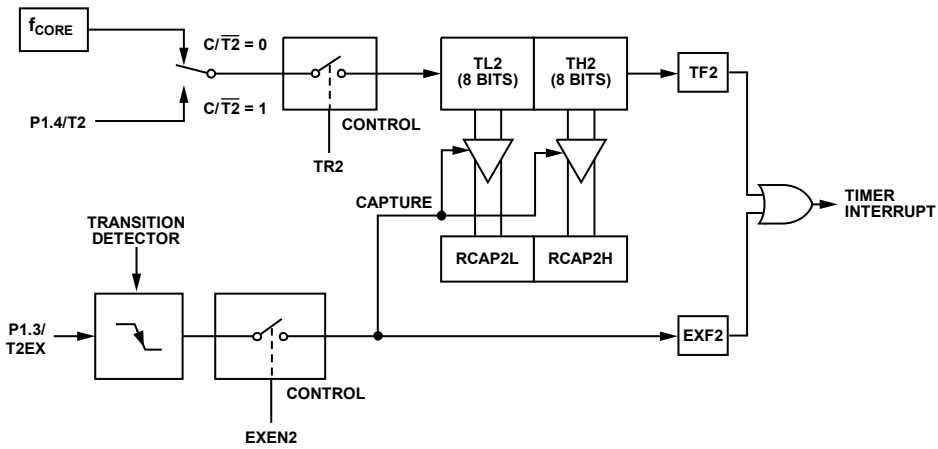 fCORE
C/T2 = 0
C/T2 = 1
P1.4/T2
CONTROL
TR2
TL2
(8 BITS)
TH2
(8 BITS)
TF2
CAPTURE
TRANSITION
DETECTOR
RCAP2L
RCAP2H
TIMER
INTERRUPT
P1.3/
T2EX
EXF2
CONTROL
EXEN2